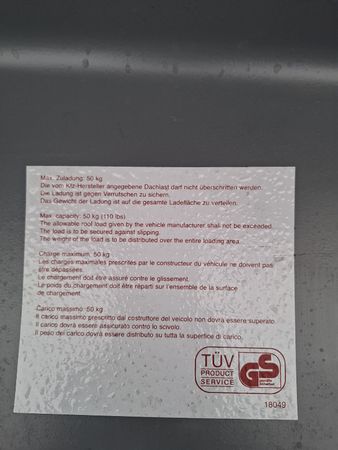 Max. Zuladung: 50 kg
Die vom Kfz-Hersteller angegebene Dachlast darf nicht überschritten werden.
Die Ladung ist gegen Verrutschen zu sichern.
Das Gewicht der Ladung ist auf die gesamte Ladefläche zu verteilen.
Max. capacity: 50 kg (110 lbs)
The allowable roof load given by the vehicle manufacturer shall not be exceeded.
The load is to be secured against slipping.
The weight of the load is to be distributed over the entire loading area.
Charge maximum: 50 kg
Les charges maximales prescrites par le constructeur du véhicule ne doivent pas
être dépassées.
Le chargement doit être assuré contre le glissement.
Le poids du chargement doit être réparti sur l'ensemble de la surface
de chargement.
Carico massimo :50 kg
Il carico massimo prescritto dal costruttore del veicolo non dovrà essere superato.
Il carico dovrà essere assicurato contro lo scivolo.
Il peso del carico dovrà essere distributo su tutta la superfice di carico.
TÜV
PRODUCT
SERVICE
GS
geprüfte
Sicherheit
18049